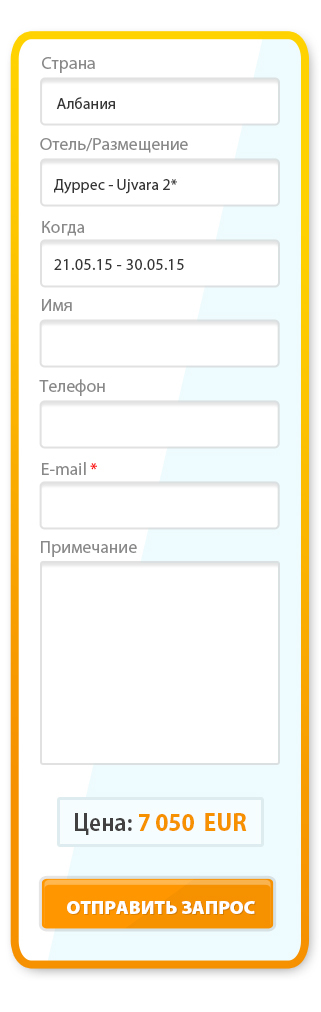 Страна
Албания
Отель/Размещение
Дуррес - Ujvara 2*
Когда
21.05.15 - 30.05.15
Имя
Телефон
E-mail *
Примечание
Цена: 7 050 EUR
ОТПРАВИТЬ ЗАПРОС